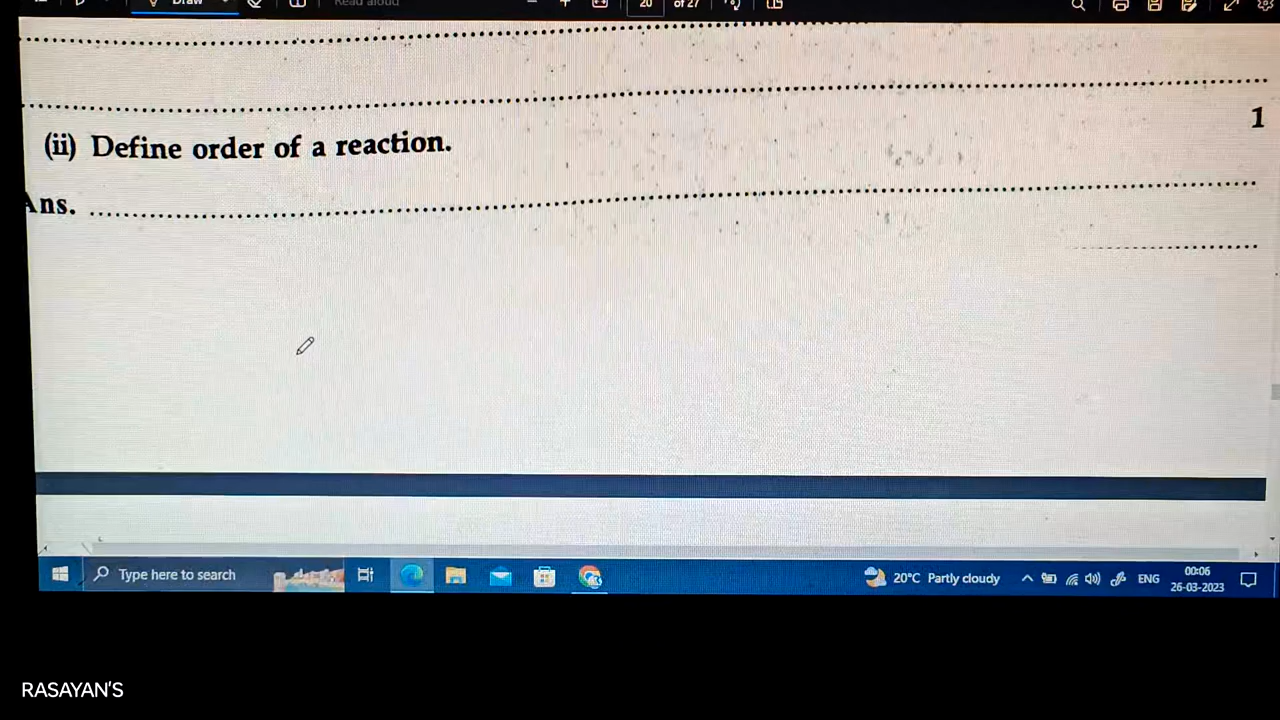 Draw
Read aloud
20
of 27
1
(ii) Define order of a reaction.
Ans.
Type here to search
20°C Partly cloudy
ENG
00:06
26-03-2023
RASAYAN'S